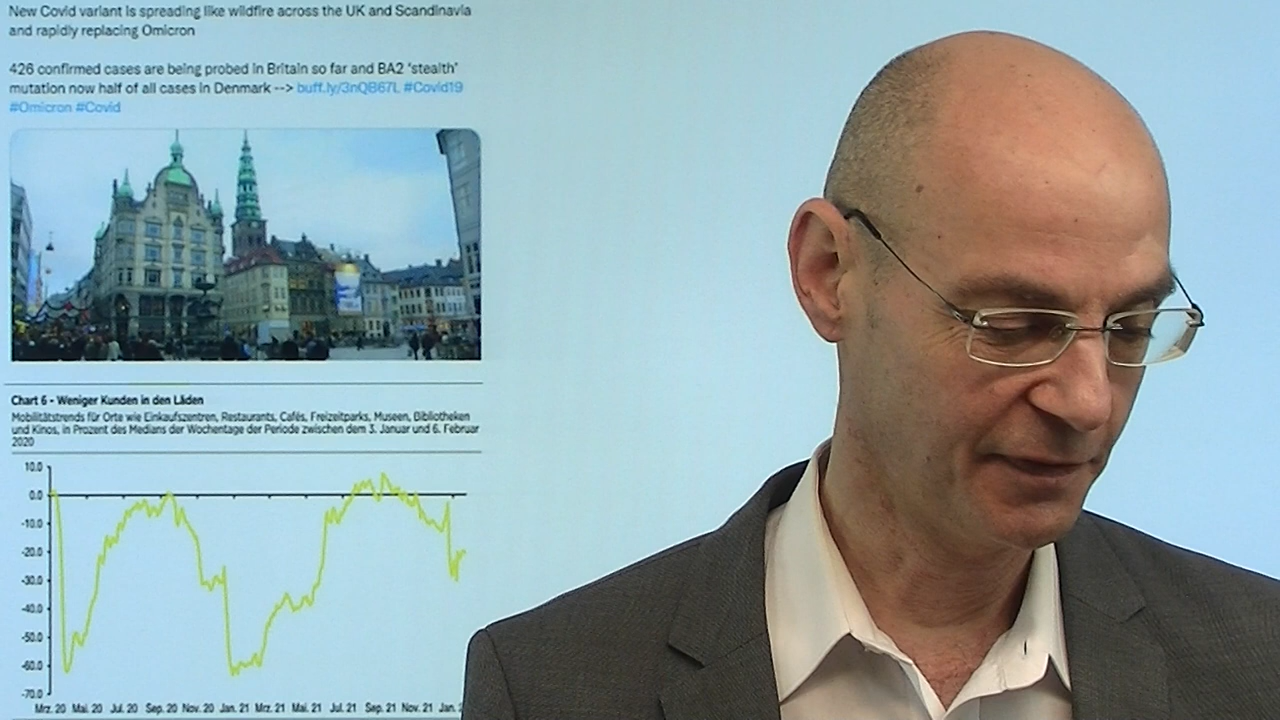 New Covid variant is spreading like wildfire across the UK and Scandinavia
and rapidly replacing Omicron
426 confirmed cases are being probed in Britain so far and BA2 'stealth'
mutation now half of all cases in Denmark --> buff.ly/3nQB67L #Covid19
#Omicron #Covid
Chart 6 - Weniger Kunden in den Läden
Mobilitätstrends für Orte wie Einkaufszentren, Restaurants, Cafés, Freizeitparks, Museen, Bibliotheken
und Kinos, in Prozent des Medians der Wochentage der Periode zwischen dem 3. Januar und 6. Februar
2020
10.0
0.0
-10.0
-20.0
-30.0
-40.0
-50.0
-60.0
-70.0
Mrz. 20 Mai. 20 Jul. 20 Sep. 20 Nov. 20 Jan. 21 Mrz. 21 Mai. 21 Jul. 21 Sep. 21 Nov. 21 Jan.